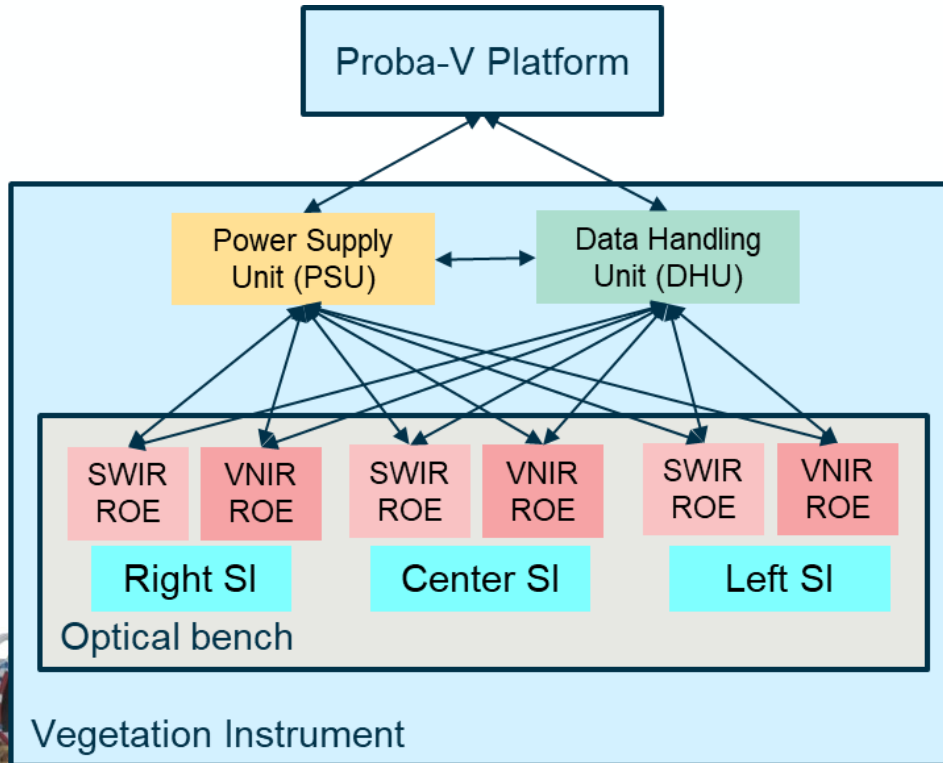 Proba-V Platform
Power Supply
Unit (PSU)
Data Handling
Unit (DHU)
SWIR
ROE
VNIR
ROE
SWIR
ROE
VNIR
ROE
SWIR
ROE
VNIR
ROE
Right SI
Center SI
Left SI
Optical bench
Vegetation Instrument